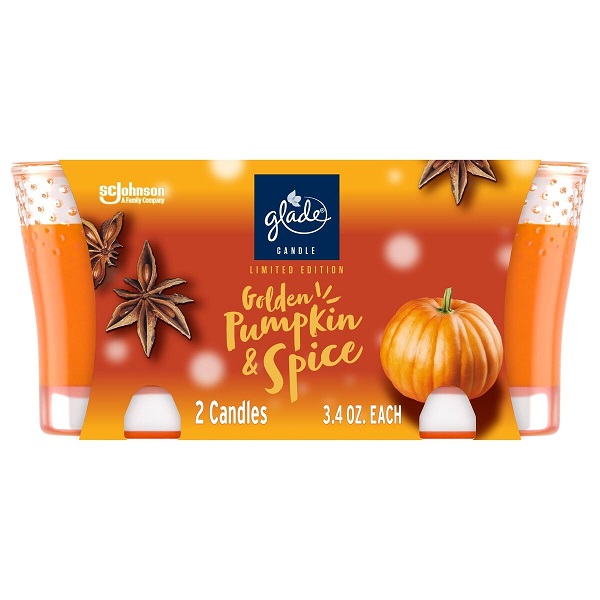 SC Johnson
A Family Company
glade
CANDLE
LIMITED EDITION
Golden
Pumpkin
& Spice
2 Candles
3.4 OZ. EACH